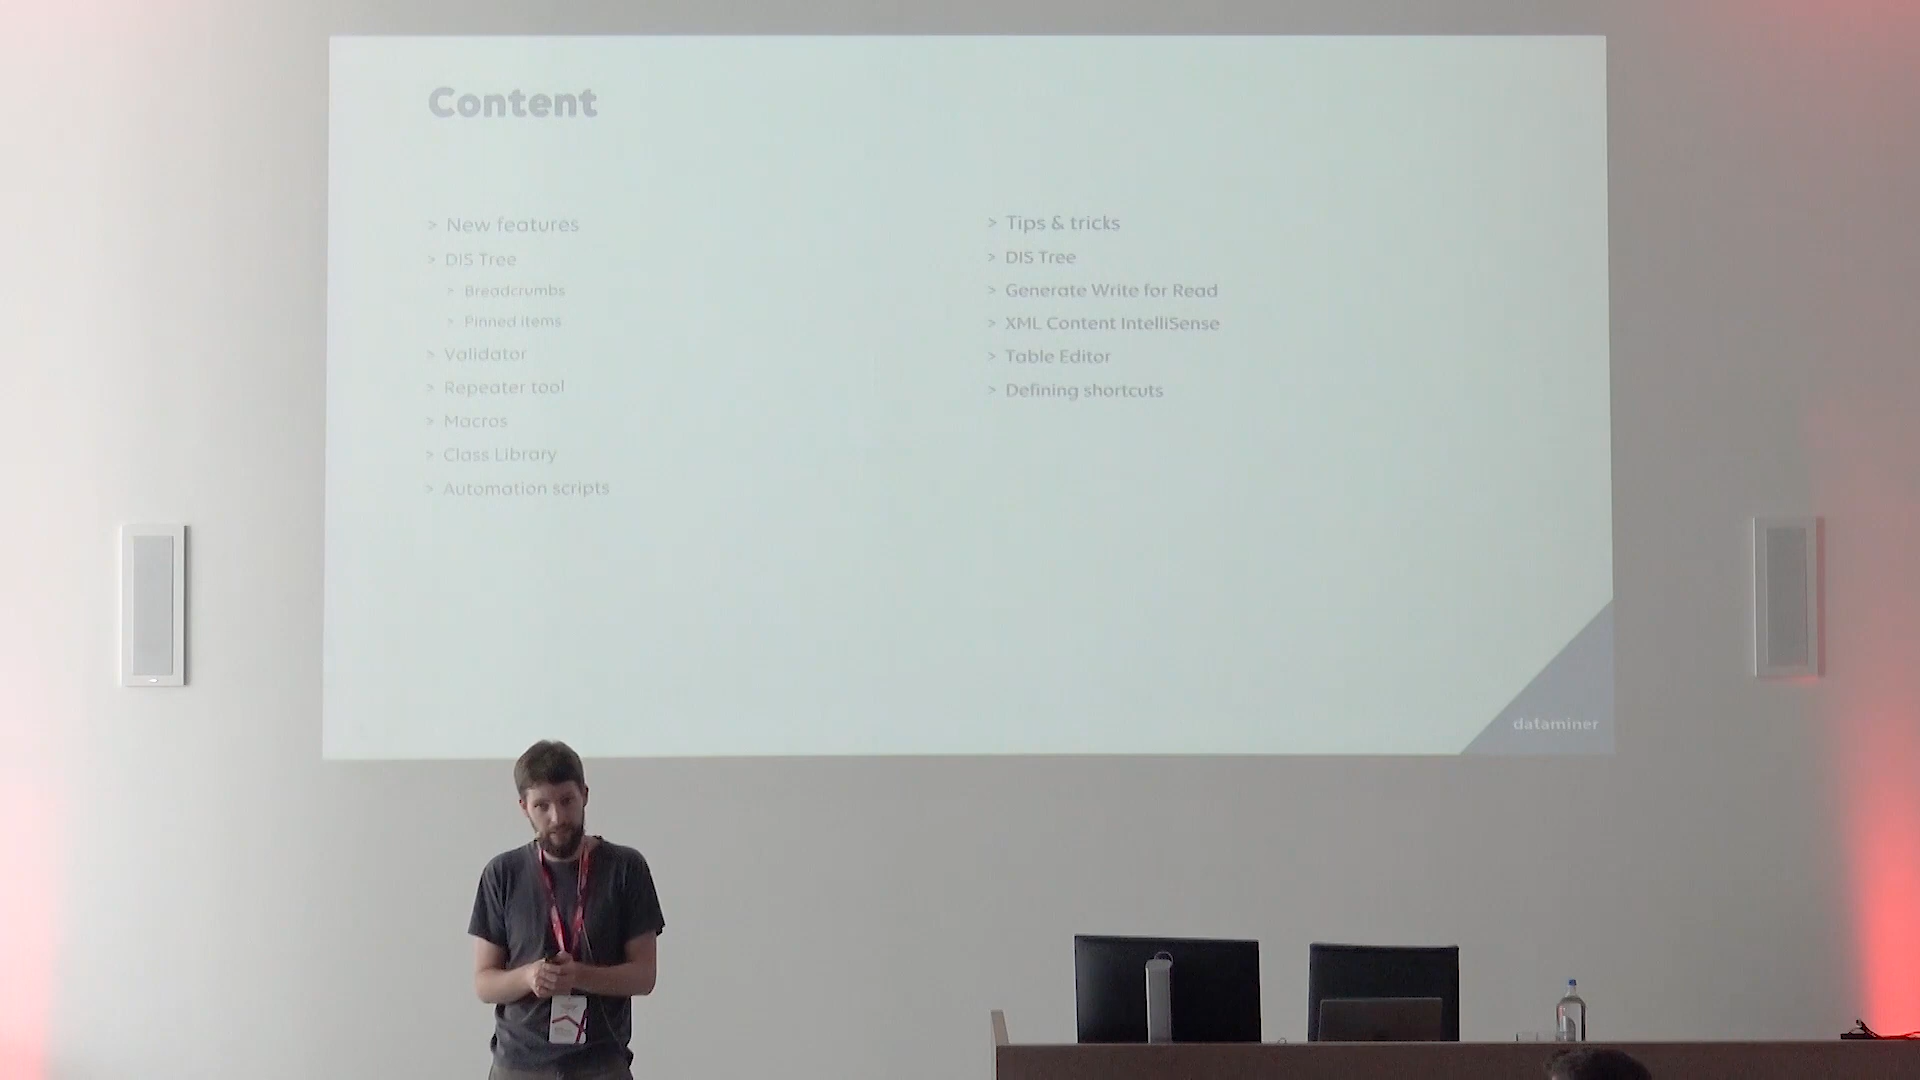 Content
> New features
> DIS Tree
> Breadcrumbs
> Pinned items
> Validator
> Repeater tool
> Macros
> Class Library
> Automation scripts
> Tips & tricks
> DIS Tree
> Generate Write for Read
> XML Content IntelliSense
> Table Editor
> Defining shortcuts
dataminer